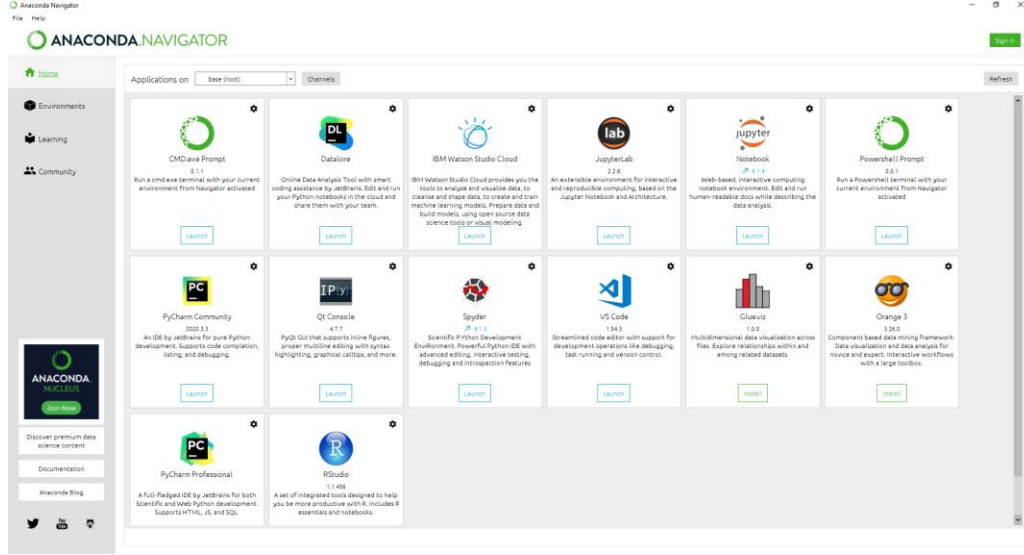 Anaconda Navigator
File Help
ANACONDA.NAVIGATOR
Sign in
Home
Environments
Learning
Community
ANACONDA.
NUCLEUS
Join Now
Discover premium data
science content
Documentation
Anaconda Blog
You
Tube
Applications on base (root) Channels
Refresh
CMD.exe Prompt
0.1.1
Run a cmd.exe terminal with your current
environment from Navigator activated
Launch
DL
Datalore
Online Data Analysis Tool with smart
coding assistance by JetBrains. Edit and run
your Python notebooks in the cloud and
share them with your team.
Launch
IBM Watson Studio Cloud
IBM Watson Studio Cloud provides you the
tools to analyze and visualize data, to
cleanse and shape data, to create and train
machine learning models. Prepare data and
build models, using open source data
science tools or visual modeling.
Launch
lab
JupyterLab
2.2.6
An extensible environment for interactive
and reproducible computing, based on the
Jupyter Notebook and Architecture.
Launch
jupyter
Notebook
6.1.4
Web-based, interactive computing
notebook environment. Edit and run
human-readable docs while describing the
data analysis.
Launch
Powershell Prompt
0.0.1
Run a Powershell terminal with your
current environment from Navigator
activated
Launch
PC
PyCharm Community
2020.3.3
An IDE by JetBrains for pure Python
development. Supports code completion,
listing, and debugging.
Launch
IP[y]:
Qt Console
4.7.7
PyQt GUI that supports inline figures,
proper multiline editing with syntax
highlighting, graphical calltips, and more.
Launch
Spyder
4.1.5
Scientific PYthon Development
EnviRonment. Powerful Python IDE with
advanced editing, interactive testing,
debugging and introspection features
Launch
VS Code
1.54.3
Streamlined code editor with support for
development operations like debugging,
task running and version control.
Launch
Glueviz
1.0.0
Multidimensional data visualization across
files. Explore relationships within and
among related datasets.
Install
Orange 3
3.26.0
Component based data mining framework.
Data visualization and data analysis for
novice and expert. Interactive workflows
with a large toolbox.
Install
PC
PyCharm Professional
A full-fledged IDE by JetBrains for both
Scientific and Web Python development.
Supports HTML, JS, and SQL.
R
RStudio
1.1.456
A set of integrated tools designed to help
you be more productive with R. Includes R
essentials and notebooks.